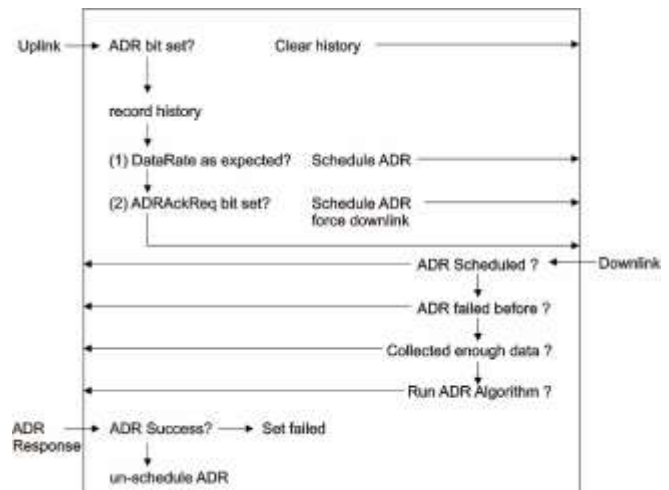 Uplink
ADR bit set?
Clear history
record history
(1) DataRate as expected?
Schedule ADR
(2) ADRAckReq bit set?
Schedule ADR
force downlink
ADR Scheduled ?
Downlink
ADR failed before ?
Collected enough data ?
Run ADR Algorithm ?
ADR
Response
ADR Success?
Set failed
un-schedule ADR